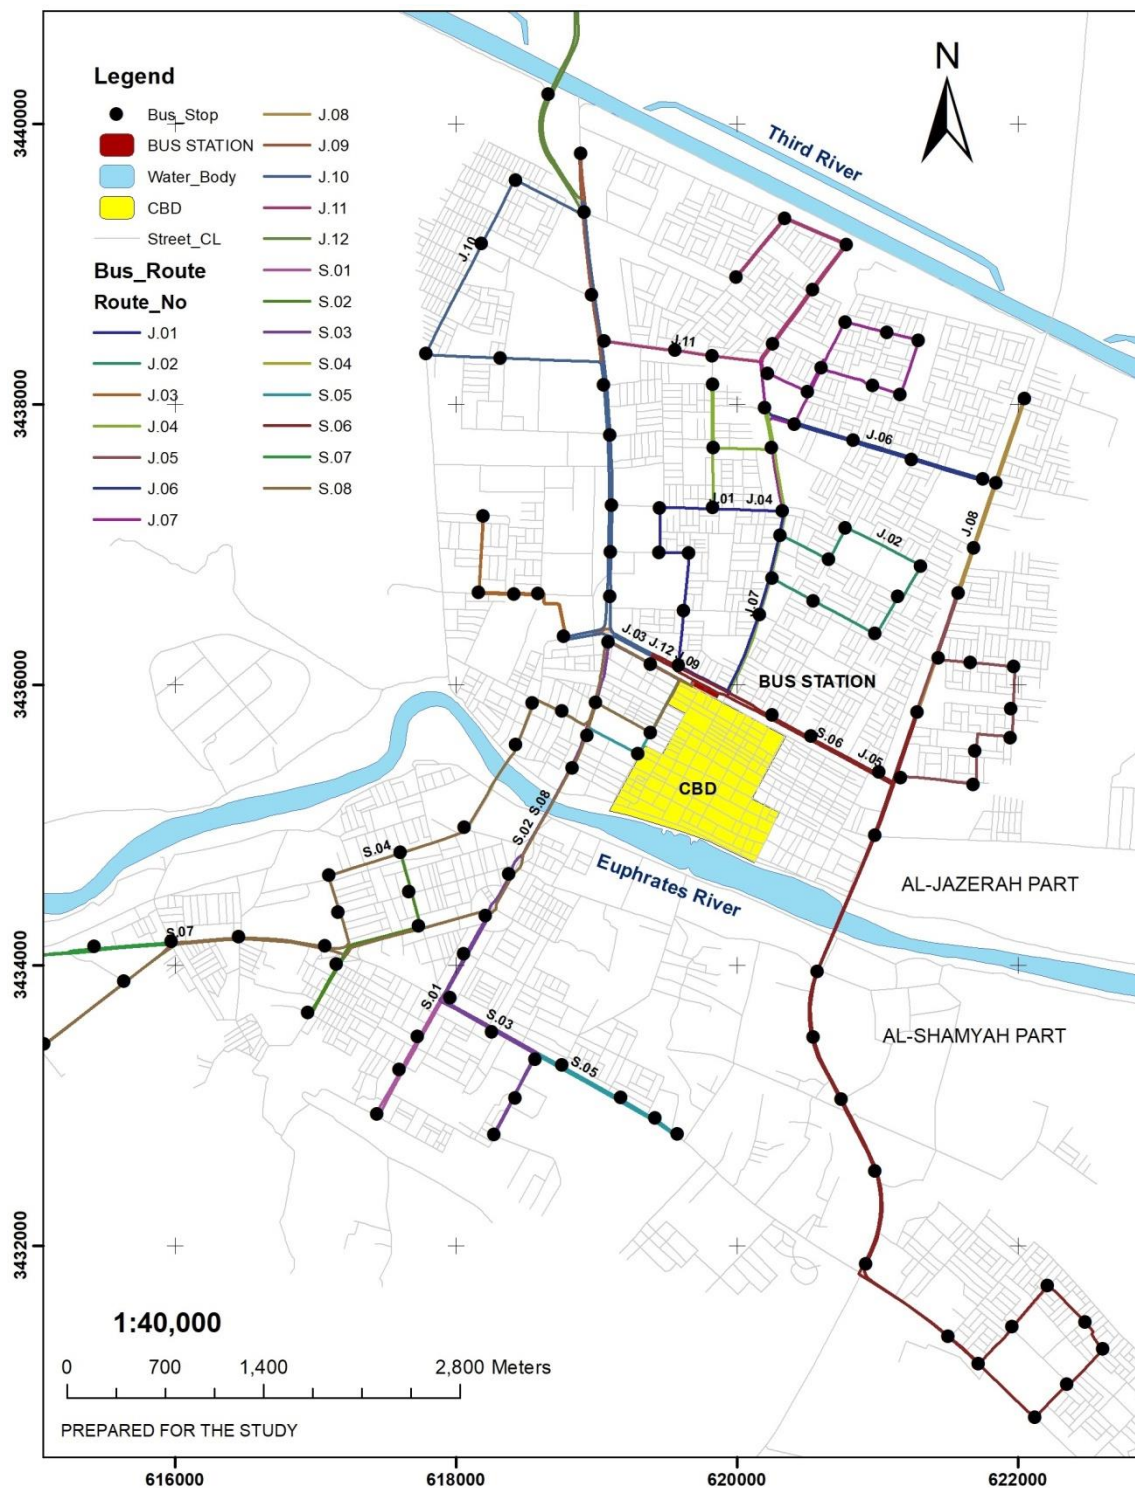 N
Legend
Bus_Stop
BUS STATION
Water_Body
CBD
Street_CL
Bus_Route
Route_No
J.01
J.02
J.03
J.04
J.05
J.06
J.07
J.08
J.09
J.10
J.11
J.12
S.01
S.02
S.03
S.04
S.05
S.06
S.07
S.08
Third River
J.10
J.11
J.06
J.08
J.01
J.04
J.02
J.07
J.03
J.12
J.09
BUS STATION
S.06
J.05
CBD
S.08
S.02
S.04
Euphrates River
AL-JAZERAH PART
S.07
S.01
S.03
S.05
AL-SHAMYAH PART
1:40,000
0 700 1,400 2,800 Meters
PREPARED FOR THE STUDY
3440000
3438000
3436000
3434000
3432000
616000 618000 620000 622000